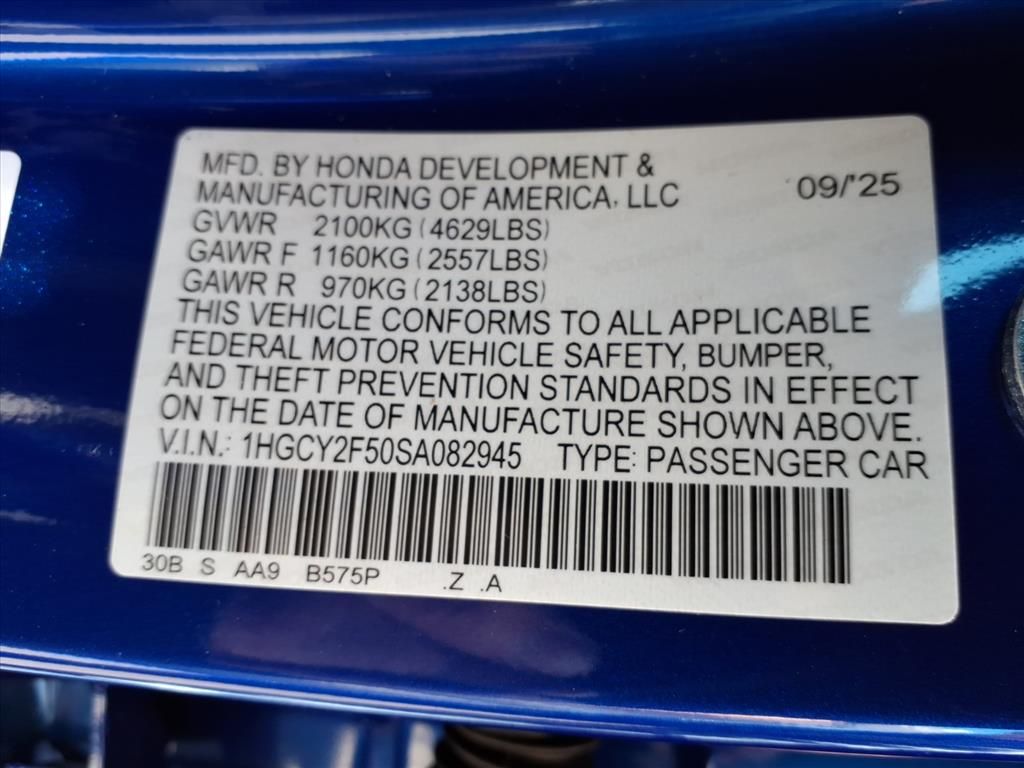 MFD. BY HONDA DEVELOPMENT &
MANUFACTURING OF AMERICA, LLC 09/'25
GVWR 2100KG (4629LBS)
GAWR F 1160KG (2557LBS)
GAWR R 970KG (2138LBS)
THIS VEHICLE CONFORMS TO ALL APPLICABLE
FEDERAL MOTOR VEHICLE SAFETY, BUMPER,
AND THEFT PREVENTION STANDARDS IN EFFECT
ON THE DATE OF MANUFACTURE SHOWN ABOVE.
V.I.N.: 1HGCY2F50SA082945 TYPE: PASSENGER CAR
30B S AA9 B575P .Z .A